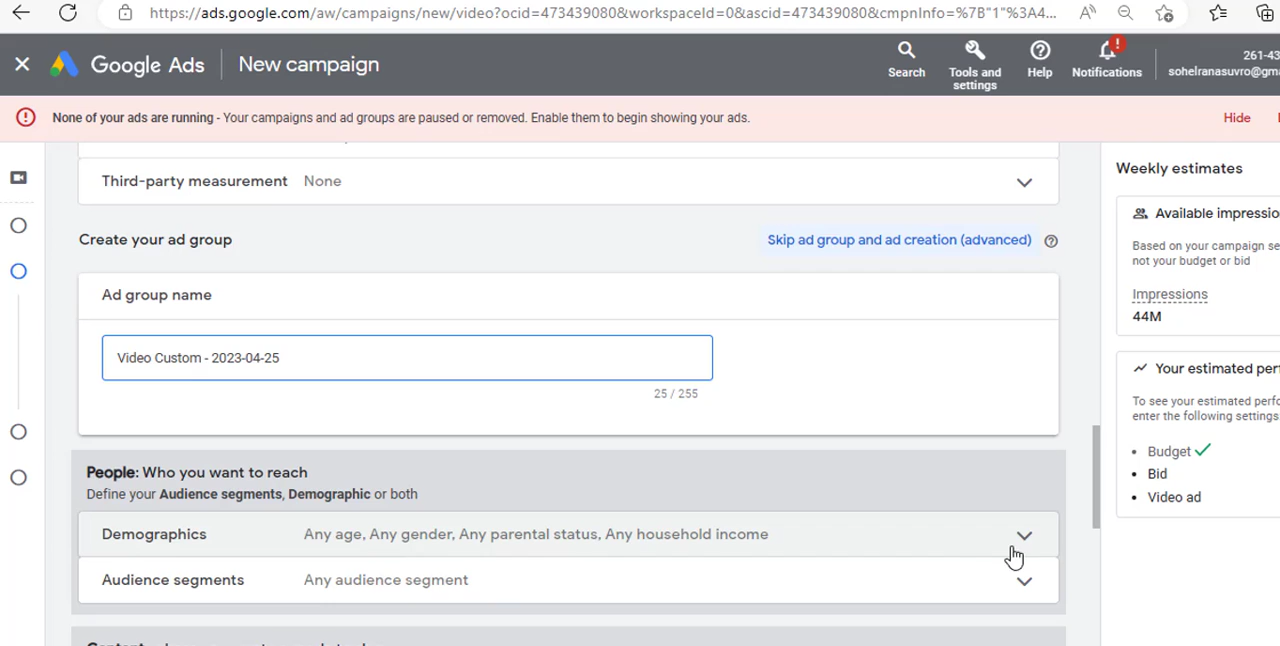 https://ads.google.com/aw/campaigns/new/video?ocid=473439080&workspaceId=0&ascid=473439080&cmpnInfo=%7B"1"%3A4...
Google Ads
New campaign
Search
Tools and settings
Help
Notifications
261-43
sohelranasuvro@gma
None of your ads are running - Your campaigns and ad groups are paused or removed. Enable them to begin showing your ads.
Hide
Third-party measurement None
Weekly estimates
Available impressio
Based on your campaign se
not your budget or bid
Impressions
44M
Create your ad group
Skip ad group and ad creation (advanced)
Ad group name
Video Custom - 2023-04-25
25 / 255
Your estimated perf
To see your estimated perfo
enter the following settings
• Budget
• Bid
• Video ad
People: Who you want to reach
Define your Audience segments, Demographic or both
Demographics Any age, Any gender, Any parental status, Any household income
Audience segments Any audience segment